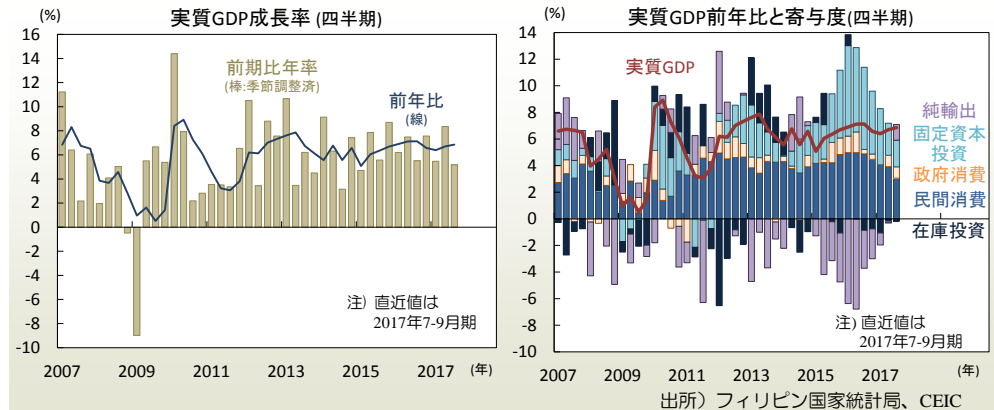 実質GDP成長率 (四半期)
(%)
16
14
12
10
8
6
4
2
0
-2
-4
-6
-8
-10
前期比年率
(棒:季節調整済)
前年比
(線)
注) 直近値は
2017年7-9月期
2007
2009
2011
2013
2015
2017
(年)
実質GDP前年比と寄与度(四半期)
(%)
14
12
10
8
6
4
2
0
-2
-4
-6
-8
-10
実質GDP
純輸出
固定資本
投資
政府消費
民間消費
在庫投資
注) 直近値は
2017年7-9月期
2007
2009
2011
2013
2015
2017
(年)
出所）フィリピン国家統計局、CEIC